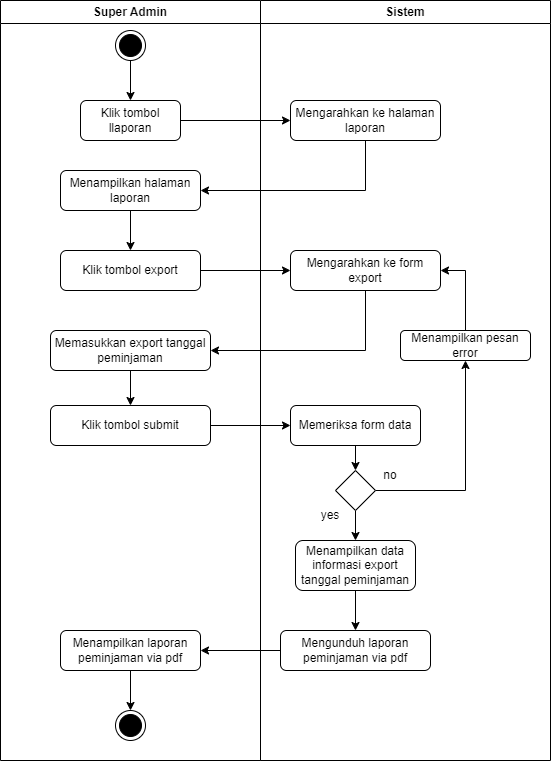 Super Admin
Sistem
Klik tombol
llaporan
Mengarahkan ke halaman
laporan
Menampilkan halaman
laporan
Klik tombol export
Mengarahkan ke form
export
Memasukkan export tanggal
peminjaman
Menampilkan pesan
error
Klik tombol submit
Memeriksa form data
no
yes
Menampilkan data
informasi export
tanggal peminjaman
Menampilkan laporan
peminjaman via pdf
Mengunduh laporan
peminjaman via pdf